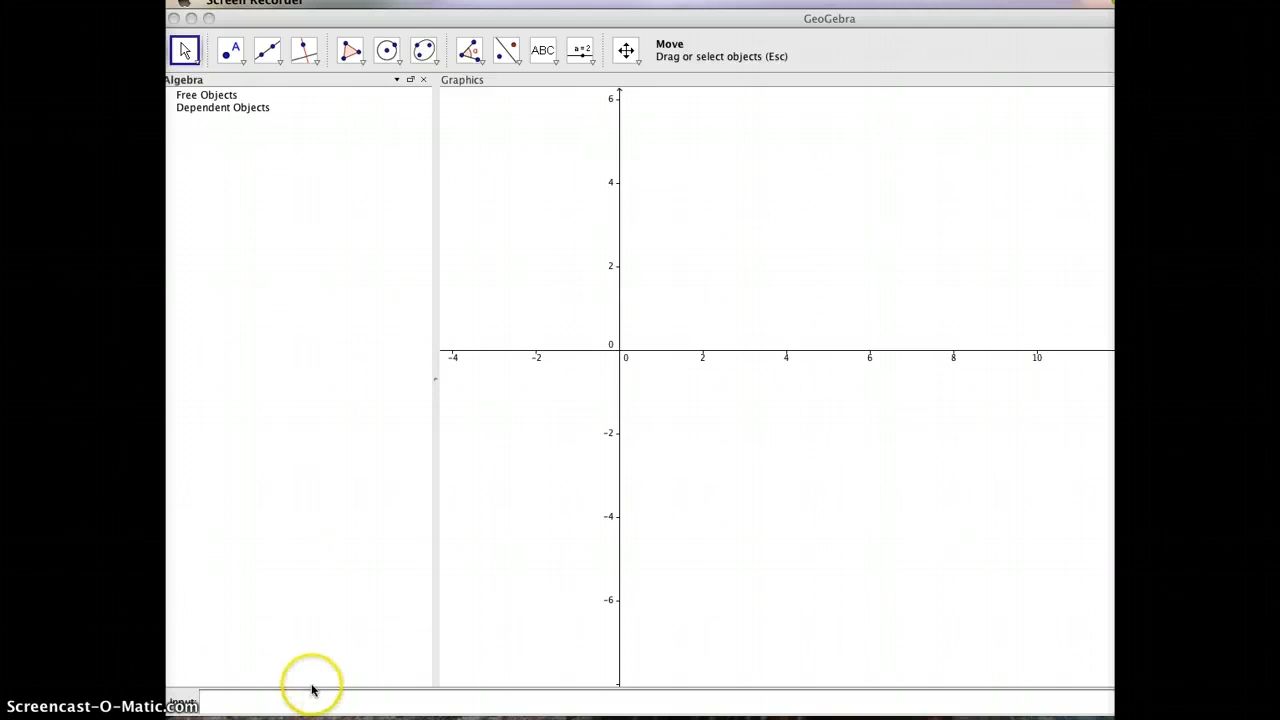 Screen Recorder
GeoGebra
A
α
ABC
a=2
Move
Drag or select objects (Esc)
Algebra
Graphics
Free Objects
Dependent Objects
6
4
2
0
-4 -2 0 2 4 6 8 10
-2
-4
-6
Input:
Screencast-O-Matic.com